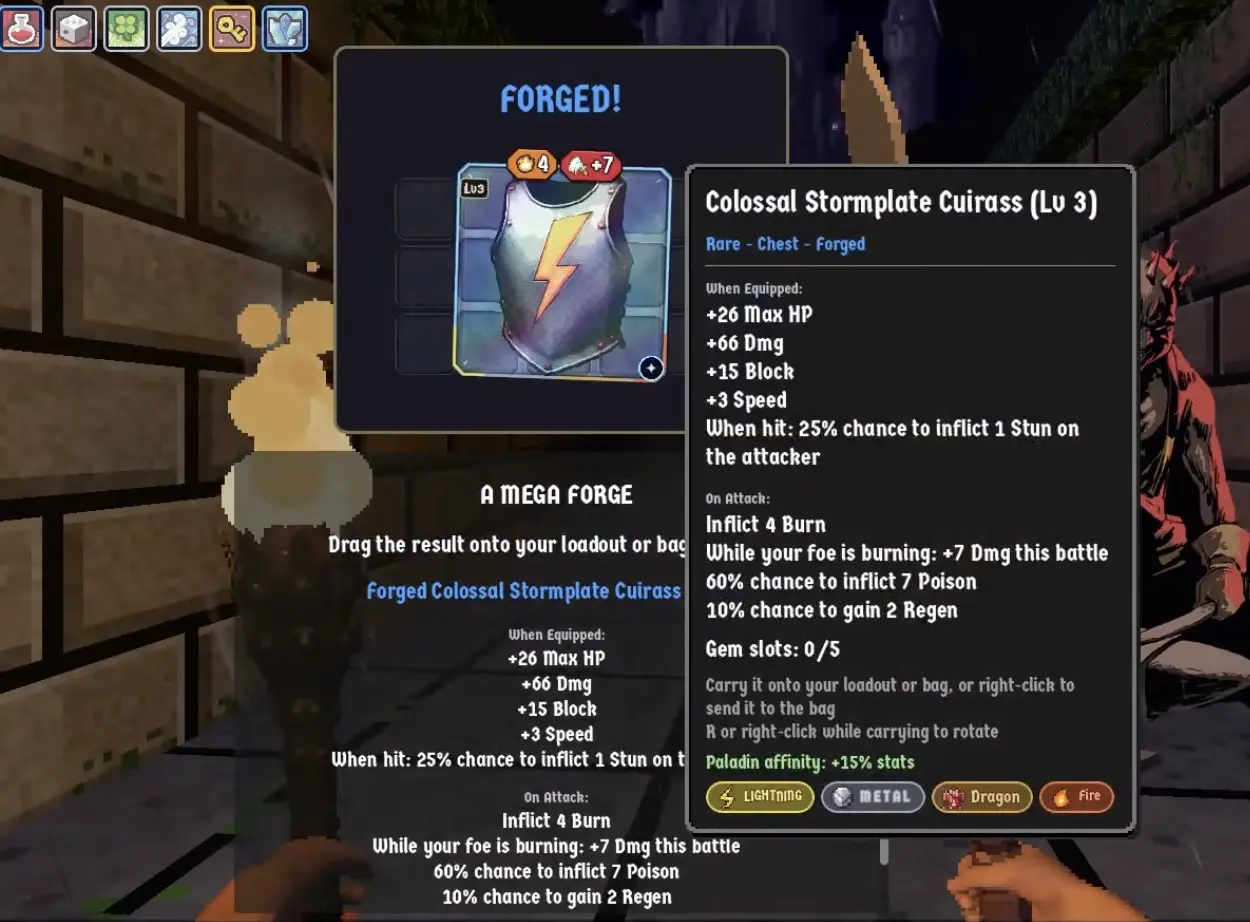 FORGED!
4 +7
Lv3
A MEGA FORGE
Drag the result onto your loadout or bag
Forged Colossal Stormplate Cuirass
When Equipped:
+26 Max HP
+66 Dmg
+15 Block
+3 Speed
When hit: 25% chance to inflict 1 Stun on t
On Attack:
Inflict 4 Burn
While your foe is burning: +7 Dmg this battle
60% chance to inflict 7 Poison
10% chance to gain 2 Regen
Colossal Stormplate Cuirass (Lv 3)
Rare - Chest - Forged
When Equipped:
+26 Max HP
+66 Dmg
+15 Block
+3 Speed
When hit: 25% chance to inflict 1 Stun on
the attacker
On Attack:
Inflict 4 Burn
While your foe is burning: +7 Dmg this battle
60% chance to inflict 7 Poison
10% chance to gain 2 Regen
Gem slots: 0/5
Carry it onto your loadout or bag, or right-click to
send it to the bag
R or right-click while carrying to rotate
Paladin affinity: +15% stats
LIGHTNING METAL Dragon Fire